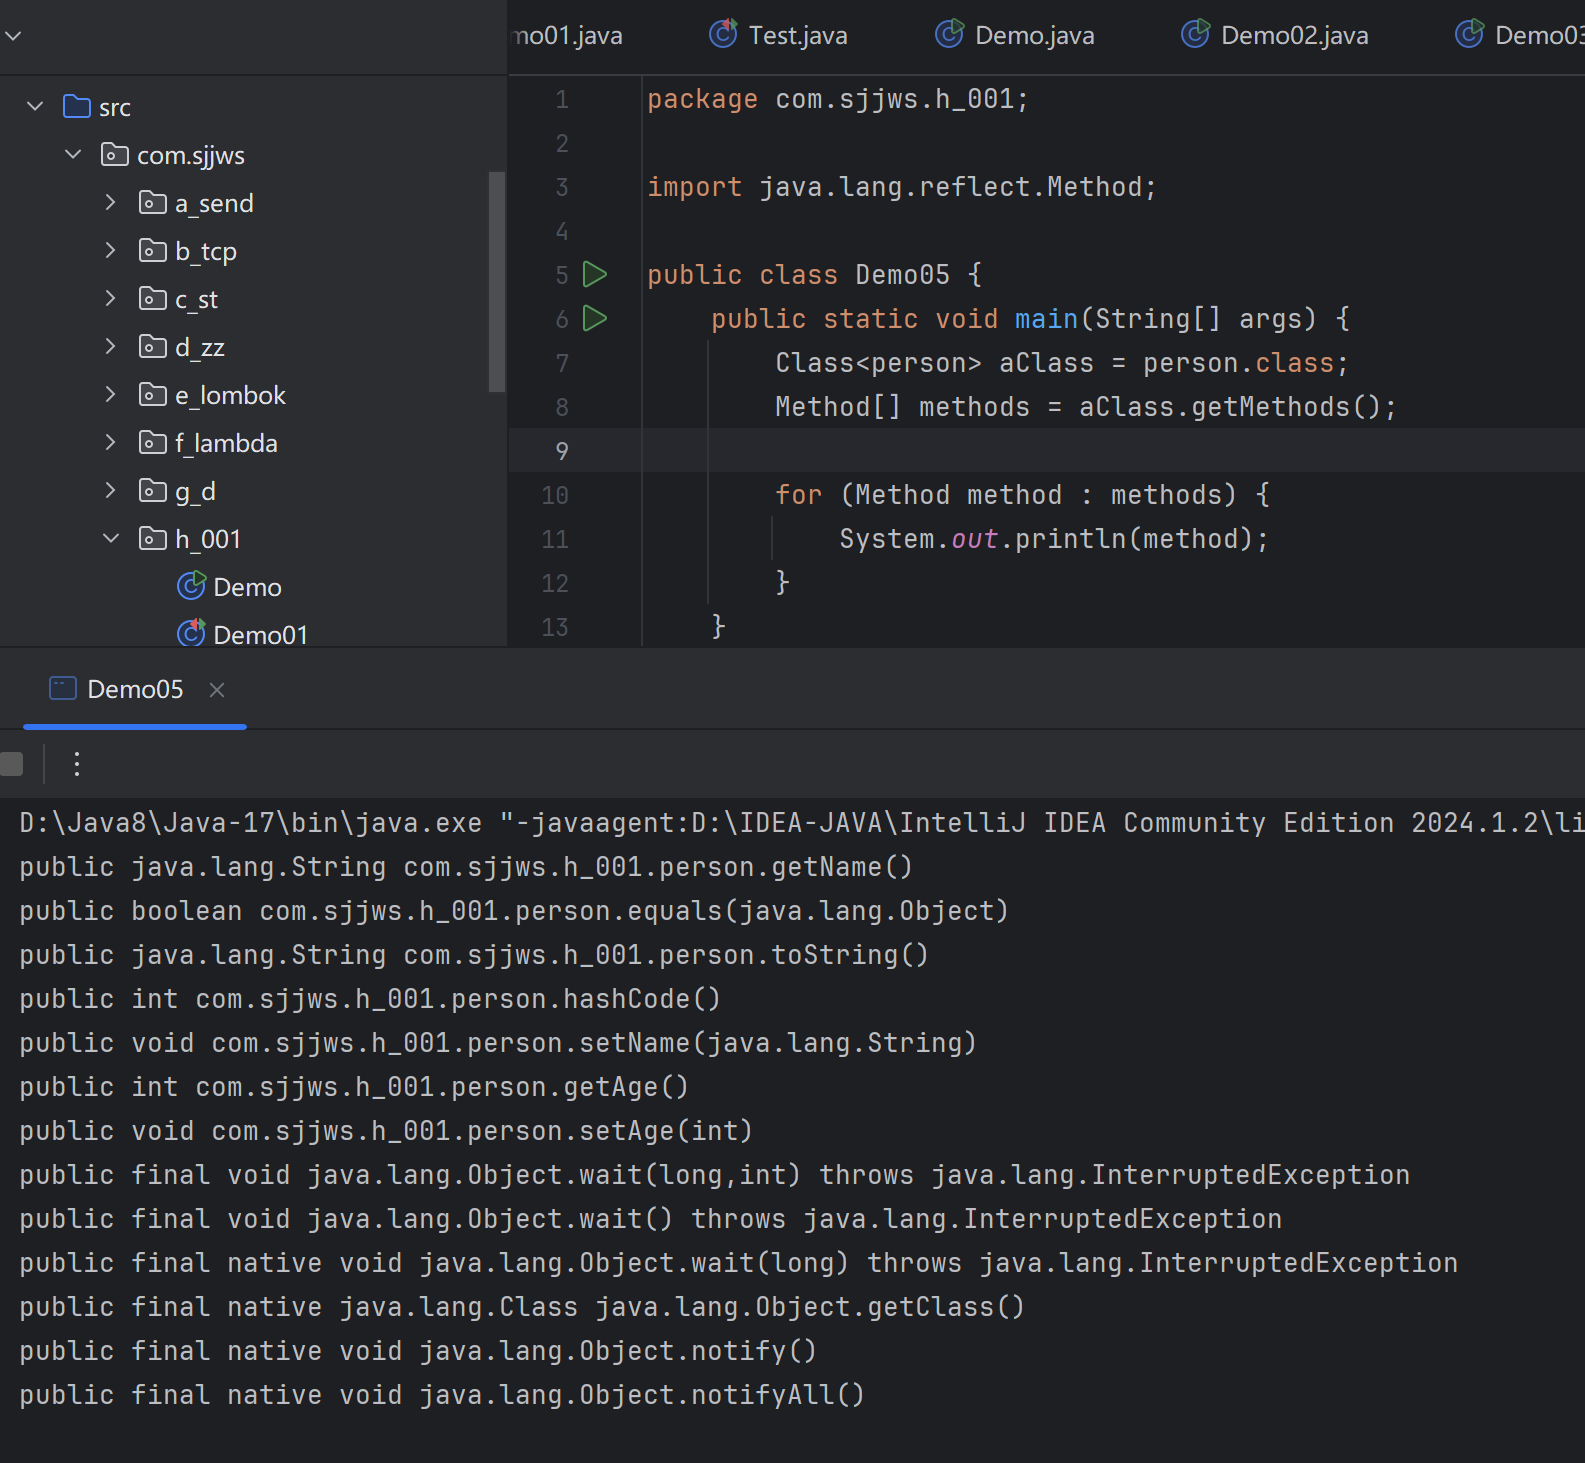 mo01.java Test.java Demo.java Demo02.java Demo03
src
com.sjjws
a_send
b_tcp
c_st
d_zz
e_lombok
f_lambda
g_d
h_001
Demo
Demo01
1 package com.sjjws.h_001;
2
3 import java.lang.reflect.Method;
4
5 public class Demo05 {
6 public static void main(String[] args) {
7 Class<person> aClass = person.class;
8 Method[] methods = aClass.getMethods();
9
10 for (Method method : methods) {
11 System.out.println(method);
12 }
13 }
Demo05
D:\Java8\Java-17\bin\java.exe "-javaagent:D:\IDEA-JAVA\IntelliJ IDEA Community Edition 2024.1.2\li
public java.lang.String com.sjjws.h_001.person.getName()
public boolean com.sjjws.h_001.person.equals(java.lang.Object)
public java.lang.String com.sjjws.h_001.person.toString()
public int com.sjjws.h_001.person.hashCode()
public void com.sjjws.h_001.person.setName(java.lang.String)
public int com.sjjws.h_001.person.getAge()
public void com.sjjws.h_001.person.setAge(int)
public final void java.lang.Object.wait(long,int) throws java.lang.InterruptedException
public final void java.lang.Object.wait() throws java.lang.InterruptedException
public final native void java.lang.Object.wait(long) throws java.lang.InterruptedException
public final native java.lang.Class java.lang.Object.getClass()
public final native void java.lang.Object.notify()
public final native void java.lang.Object.notifyAll()